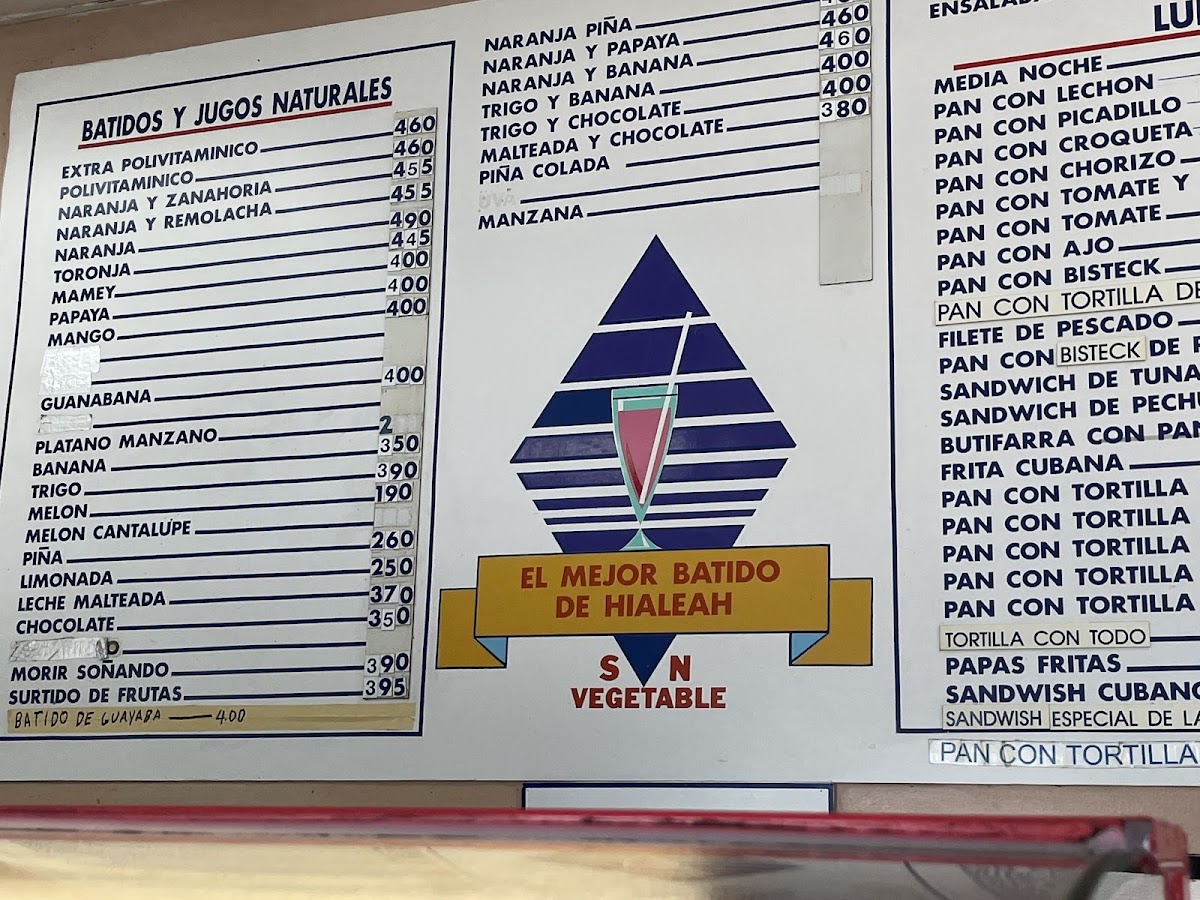 BATIDOS Y JUGOS NATURALES
EXTRA POLIVITAMINICO 460
POLIVITAMINICO 460
NARANJA Y ZANAHORIA 455
NARANJA Y REMOLACHA 455
NARANJA 490
TORONJA 445
MAMEY 400
PAPAYA 400
MANGO 400
GUANABANA 400
PLATANO MANZANO 2
BANANA 350
TRIGO 390
MELON 190
MELON CANTALUPE
PIÑA 260
LIMONADA 250
LECHE MALTEADA 370
CHOCOLATE 350
MORIR SOÑANDO 390
SURTIDO DE FRUTAS 395
BATIDO DE GUAYABA — 4.00
NARANJA PIÑA
NARANJA Y PAPAYA 460
NARANJA Y BANANA 460
TRIGO Y BANANA 400
TRIGO Y CHOCOLATE 400
MALTEADA Y CHOCOLATE 380
PIÑA COLADA
UVA
MANZANA
EL MEJOR BATIDO
DE HIALEAH
S N
VEGETABLE
ENSALADA
LU
MEDIA NOCHE
PAN CON LECHON
PAN CON PICADILLO
PAN CON CROQUETA
PAN CON CHORIZO
PAN CON TOMATE Y
PAN CON TOMATE
PAN CON AJO
PAN CON BISTECK
PAN CON TORTILLA DE
FILETE DE PESCADO
PAN CON BISTECK DE
SANDWICH DE TUNA
SANDWICH DE PECHU
BUTIFARRA CON PAN
FRITA CUBANA
PAN CON TORTILLA
PAN CON TORTILLA
PAN CON TORTILLA
PAN CON TORTILLA
PAN CON TORTILLA
TORTILLA CON TODO
PAPAS FRITAS
SANDWISH CUBANO
SANDWISH ESPECIAL DE LA
PAN CON TORTILLA